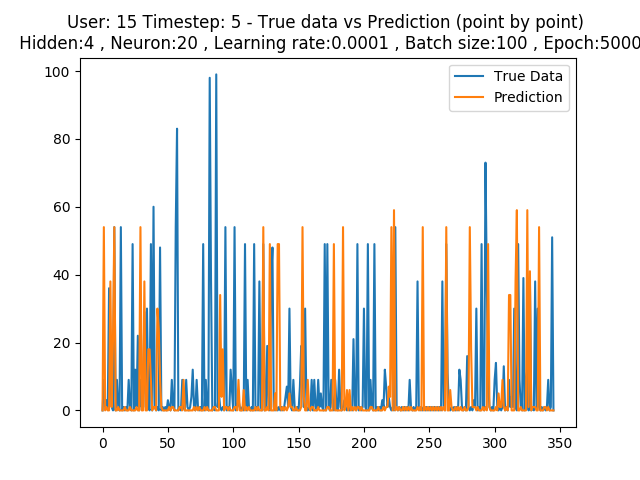 User: 15 Timestep: 5 - True data vs Prediction (point by point)
Hidden:4 , Neuron:20 , Learning rate:0.0001 , Batch size:100 , Epoch:5000
True Data
Prediction
100
80
60
40
20
0
0 50 100 150 200 250 300 350